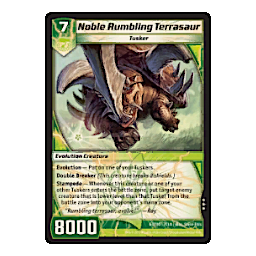 7 Noble Rumbling Terrasaur
Tusker
Evolution Creature
Evolution — Put on one of your Tuskers.
Double Breaker (This creature breaks 2 shields.)
Stampede — Whenever this creature or one of your
other Tuskers enters the battle zone, put target enemy
creature that is lower level than that Tusker from the
battle zone into your opponent's mana zone.
"Rumbling terrasaur,
— Ray
8000